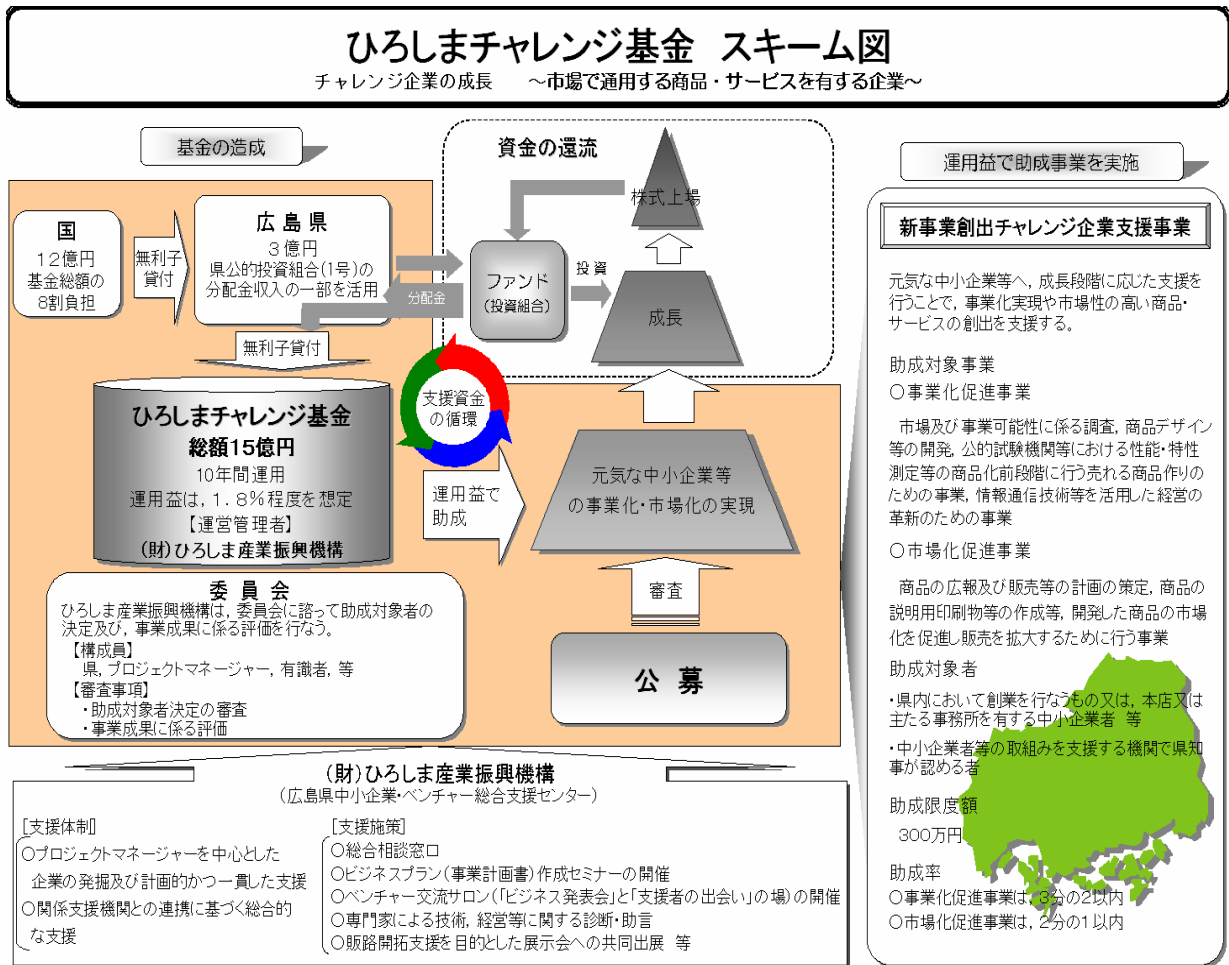 ひろしまチャレンジ基金 スキーム図
チャレンジ企業の成長 ～市場で通用する商品・サービスを有する企業～
基金の造成
国
12億円
基金総額の
8割負担
無利子
貸付
広島県
3億円
県公的投資組合(1号)の
分配金収入の一部を活用
無利子貸付
ひろしまチャレンジ基金
総額15億円
10年間運用
運用益は，1．8％程度を想定
【運営管理者】
(財)ひろしま産業振興機構
委員会
ひろしま産業振興機構は，委員会に諮って助成対象者の
決定及び，事業成果に係る評価を行なう。
【構成員】
県，プロジェクトマネージャー，有識者，等
【審査事項】
・助成対象者決定の審査
・事業成果に係る評価
資金の還流
株式上場
ファンド
(投資組合)
投資
分配金
成長
支援資金
の循環
運用益で
助成
元気な中小企業等
の事業化・市場化の実現
審査
公募
(財)ひろしま産業振興機構
(広島県中小企業・ベンチャー総合支援センター)
[支援体制]
○プロジェクトマネージャーを中心とした
企業の発掘及び計画的かつ一貫した支援
○関係支援機関との連携に基づく総合的
な支援
[支援施策]
○総合相談窓口
○ビジネスプラン(事業計画書)作成セミナーの開催
○ベンチャー交流サロン(「ビジネス発表会」と「支援者の出会い」の場)の開催
○専門家による技術，経営等に関する診断・助言
○販路開拓支援を目的とした展示会への共同出展 等
運用益で助成事業を実施
新事業創出チャレンジ企業支援事業
元気な中小企業等へ，成長段階に応じた支援を
行うことで，事業化実現や市場性の高い商品・
サービスの創出を支援する。
助成対象事業
○事業化促進事業
市場及び事業可能性に係る調査，商品デザイン
等の開発，公的試験機関等における性能・特性
測定等の商品化前段階に行う売れる商品作りの
ための事業，情報通信技術等を活用した経営の
革新のための事業
○市場化促進事業
商品の広報及び販売等の計画の策定，商品の
説明用印刷物等の作成等，開発した商品の市場
化を促進し販売を拡大するために行う事業
助成対象者
・県内において創業を行なうもの又は，本店又は
主たる事務所を有する中小企業者 等
・中小企業者等の取組みを支援する機関で県知
事が認める者
助成限度額
300万円
助成率
○事業化促進事業は，3分の2以内
○市場化促進事業は，2分の1以内